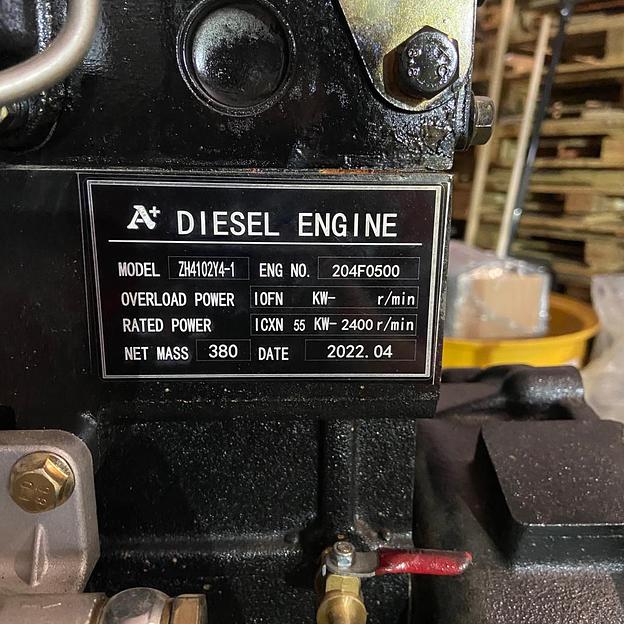 A+ DIESEL ENGINE
MODEL ZH4102Y4-1 ENG NO. 204F0500
OVERLOAD POWER IOFN KW- r/min
RATED POWER ICXN 55 KW-2400 r/min
NET MASS 380 DATE 2022.04